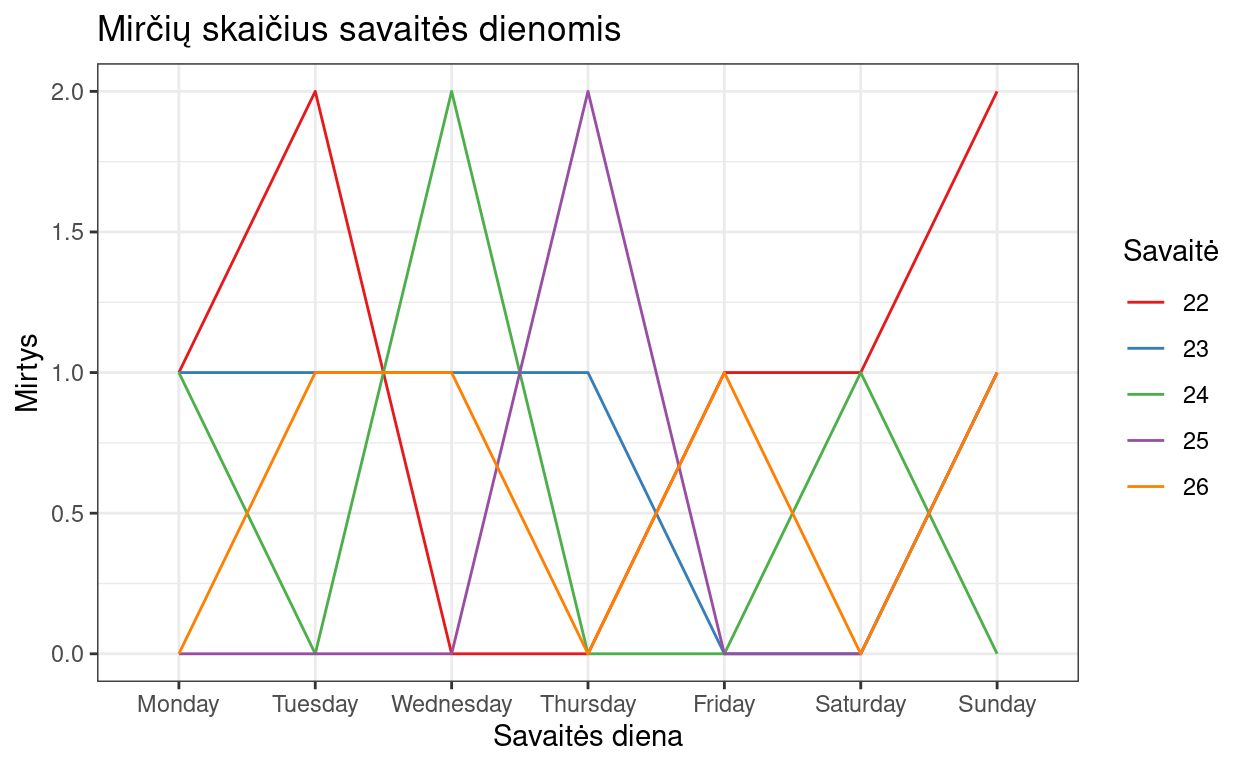 Mirčių skaičius savaitės dienomis
2.0
1.5
1.0
0.5
0.0
Mirtys
Monday Tuesday Wednesday Thursday Friday Saturday Sunday
Savaitės diena
Savaitė
22
23
24
25
26